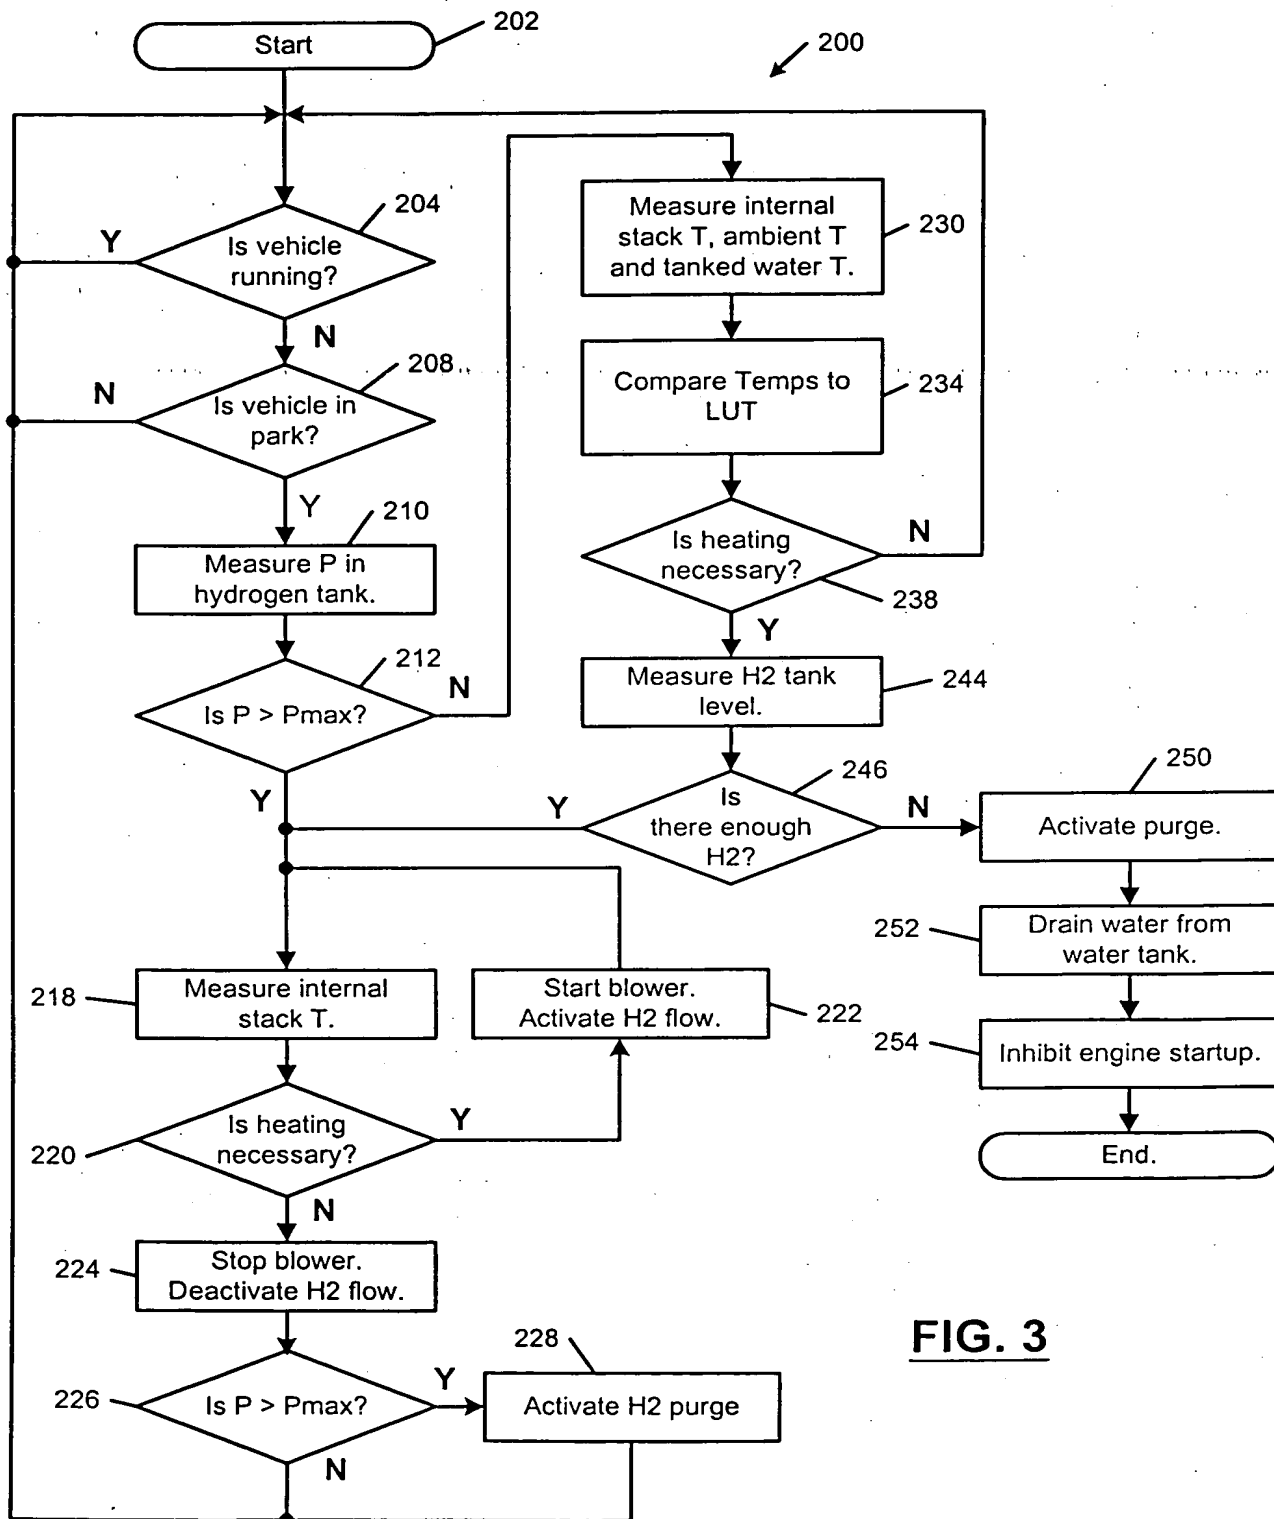 Start
202
200
Is vehicle
running?
204
Y
N
Is vehicle in
park?
208
N
Y
Measure P in
hydrogen tank.
210
Is P > Pmax?
212
N
Y
Measure internal
stack T, ambient T
and tanked water T.
230
Compare Temps to
LUT
234
Is heating
necessary?
238
N
Y
Measure H2 tank
level.
244
Is
there enough
H2?
246
Y
N
250
Activate purge.
252
Drain water from
water tank.
254
Inhibit engine startup.
End.
218
Measure internal
stack T.
Start blower.
Activate H2 flow.
222
220
Is heating
necessary?
Y
N
224
Stop blower.
Deactivate H2 flow.
226
Is P > Pmax?
Y
N
228
Activate H2 purge
FIG. 3